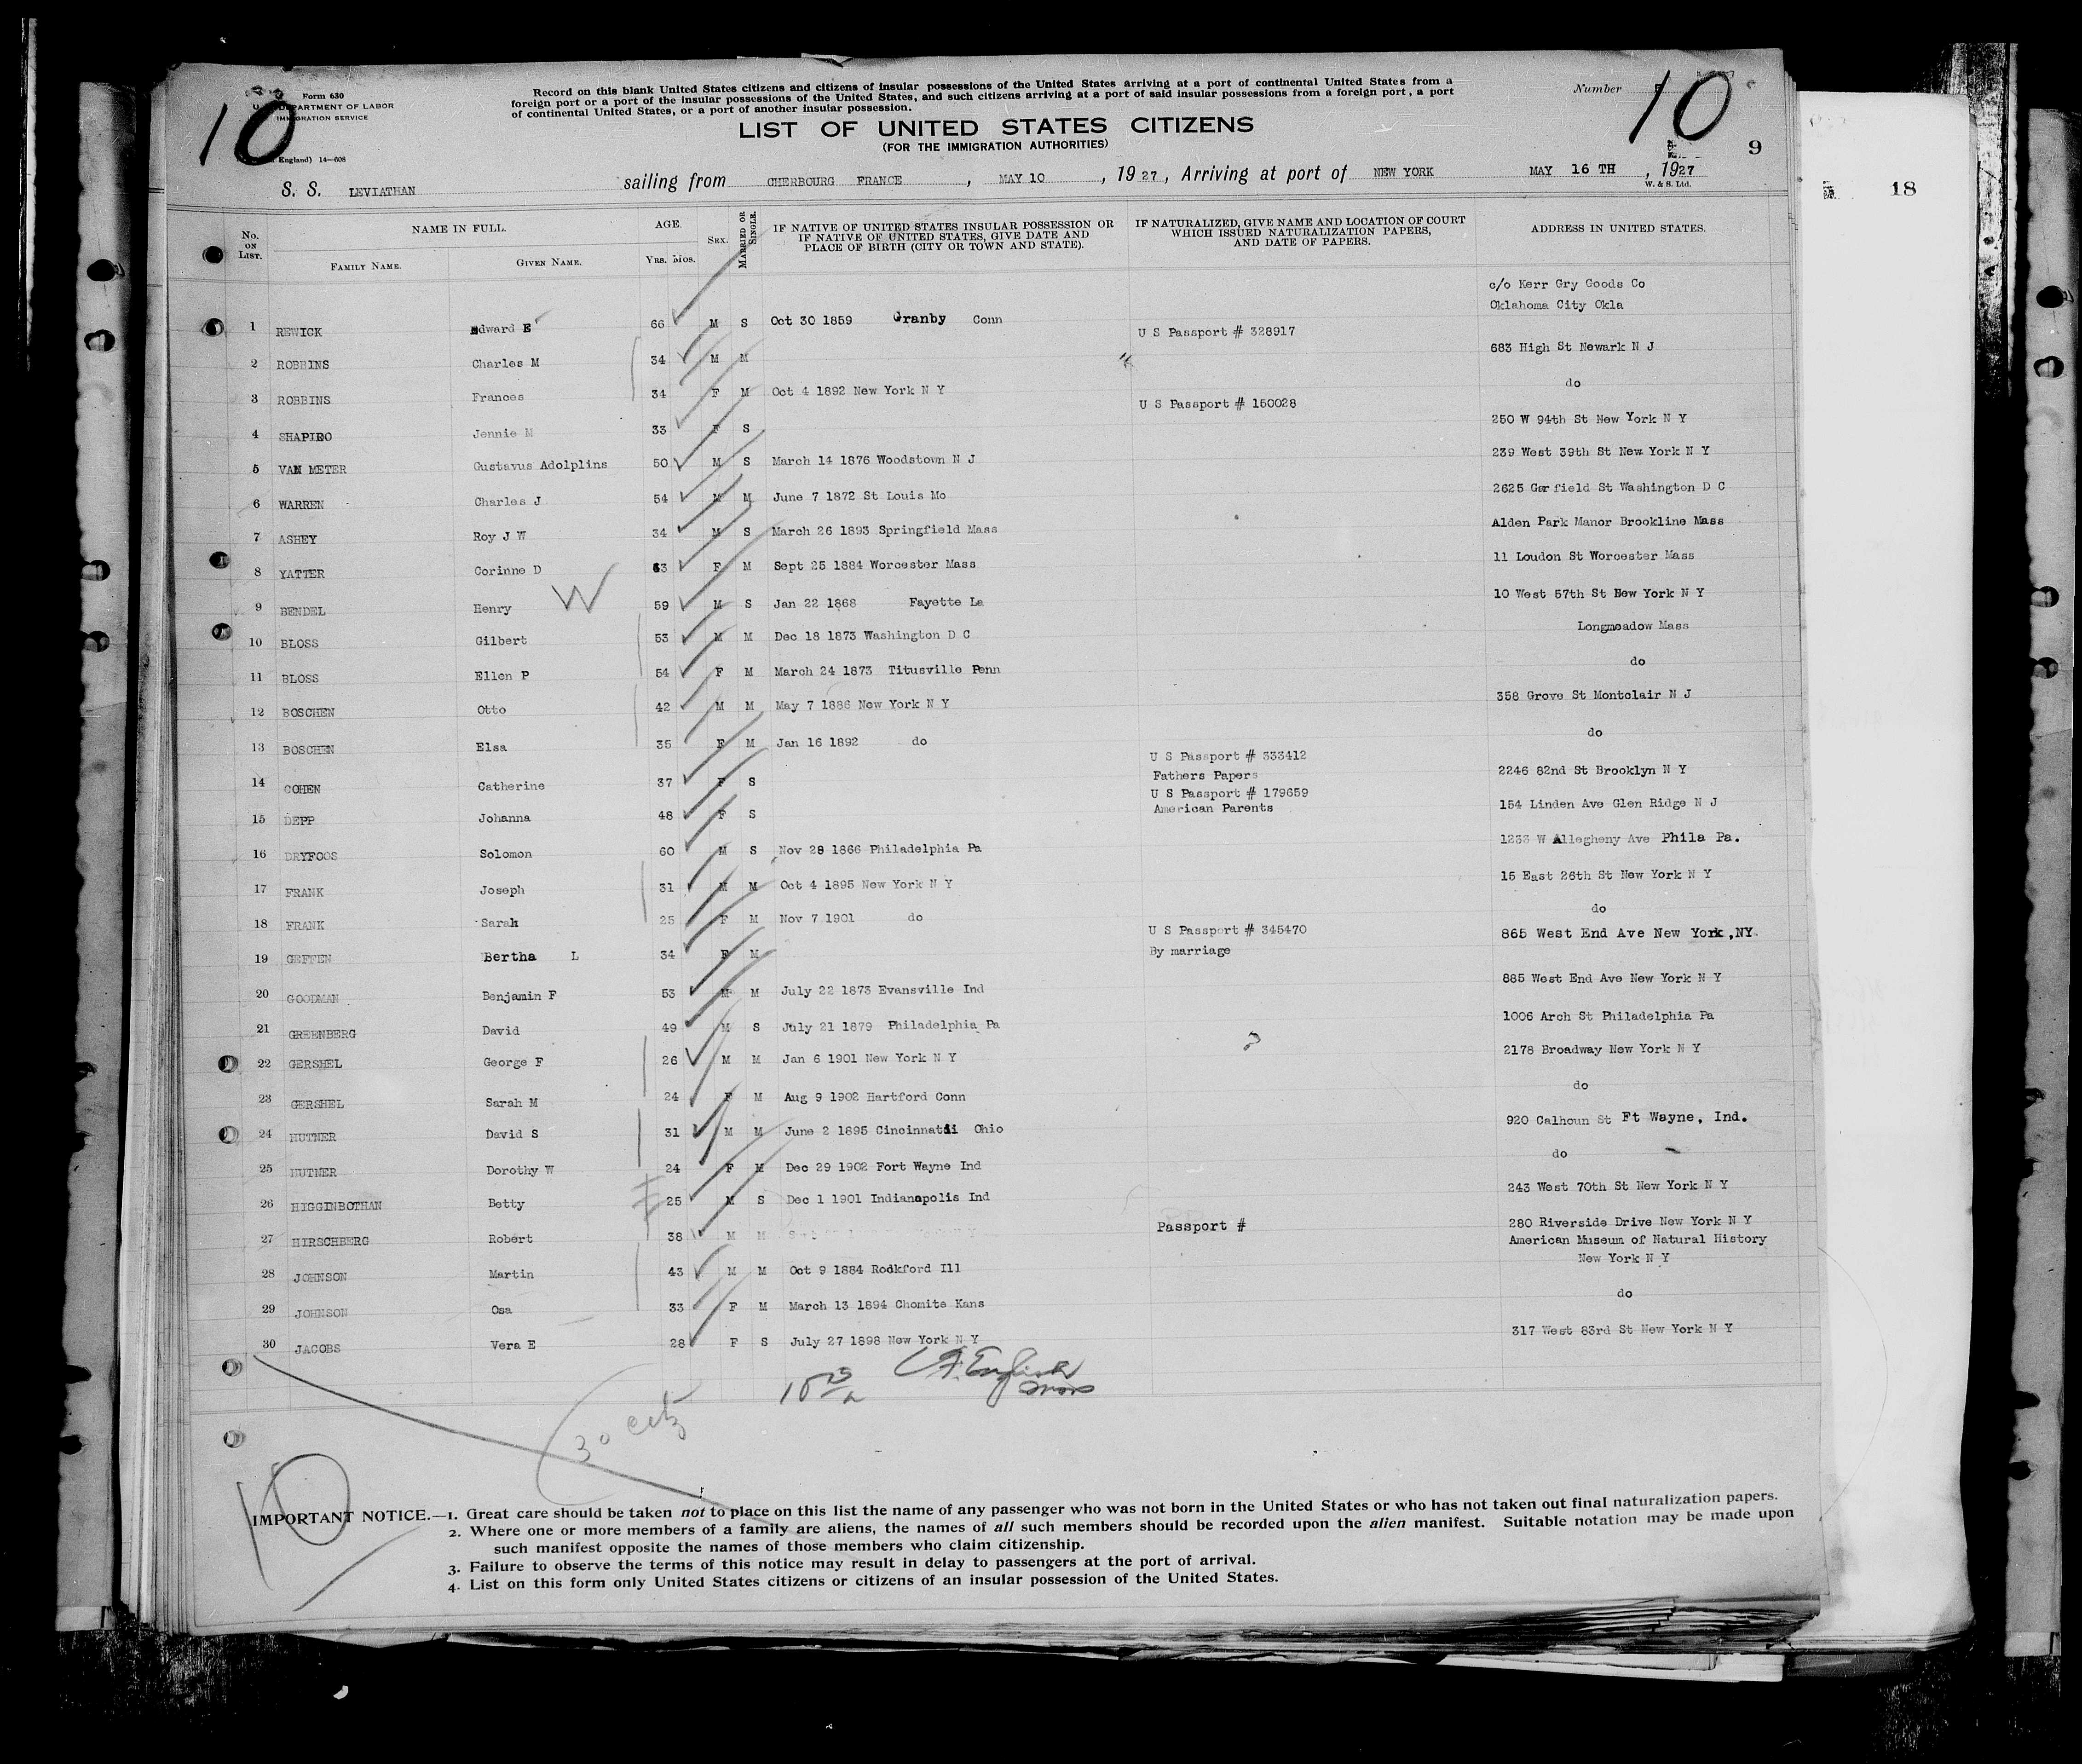 Form 630
U. S. DEPARTMENT OF LABOR
IMMIGRATION SERVICE
England) 14—608
10
Record on this blank United States citizens and citizens of insular possessions of the United States arriving at a port of continental United States from a
foreign port or a port of the insular possessions of the United States, and such citizens arriving at a port of said insular possessions from a foreign port, a port
of continental United States, or a port of another insular possession.
Number
10
9
18
LIST OF UNITED STATES CITIZENS
(FOR THE IMMIGRATION AUTHORITIES)
S. S. LEVIATHAN sailing from CHERBOURG FRANCE, MAY 10, 1927, Arriving at port of NEW YORK MAY 16 TH, 1927
W. & S. Ltd.
No. ON LIST. NAME IN FULL. AGE. SEX. MARRIED OR SINGLE. IF NATIVE OF UNITED STATES INSULAR POSSESSION OR IF NATIVE OF UNITED STATES, GIVE DATE AND PLACE OF BIRTH (CITY OR TOWN AND STATE). IF NATURALIZED, GIVE NAME AND LOCATION OF COURT WHICH ISSUED NATURALIZATION PAPERS, AND DATE OF PAPERS. ADDRESS IN UNITED STATES.
FAMILY NAME. GIVEN NAME. YRS. MOS.
c/o Kerr Gry Goods Co
Oklahoma City Okla
1 REWICK Edward E 66 M S Oct 30 1859 Granby Conn
U S Passport # 328917
2 ROBBINS Charles M 34 M M 683 High St Newark N J
3 ROBBINS Frances 34 F M Oct 4 1892 New York N Y do
U S Passport # 150028
4 SHAPIRO Jennie M 33 F S 250 W 94th St New York N Y
5 VAN METER Gustavus Adolplins 50 M S March 14 1876 Woodstown N J 239 West 39th St New York N Y
6 WARREN Charles J 54 M M June 7 1872 St Louis Mo 2625 Garfield St Washington D C
7 ASHEY Roy J W 34 M S March 26 1893 Springfield Mass Alden Park Manor Brookline Mass
8 YATTER Corinne D 43 F M Sept 25 1884 Worcester Mass 11 Loudon St Worcester Mass
9 BENDEL Henry W 59 M S Jan 22 1868 Fayette La 10 West 57th St New York N Y
10 BLOSS Gilbert 53 M M Dec 18 1873 Washington D C Longmeadow Mass
11 BLOSS Ellen P 54 F M March 24 1873 Titusville Penn do
12 BOSCHEN Otto 42 M M May 7 1886 New York N Y 358 Grove St Montclair N J
13 BOSCHEN Elsa 35 F M Jan 16 1892 do do
U S Passport # 333412
14 COHEN Catherine 37 F S Fathers Papers 2246 82nd St Brooklyn N Y
U S Passport # 179659
15 DEPP Johanna 48 F S American Parents 154 Linden Ave Glen Ridge N J
16 DRYFOOS Solomon 60 M S Nov 28 1866 Philadelphia Pa 1233 W Allegheny Ave Phila Pa.
17 FRANK Joseph 31 M M Oct 4 1895 New York N Y 15 East 26th St New York N Y
18 FRANK Sarah 25 F M Nov 7 1901 do do
U S Passport # 345470
19 GEFFEN Bertha L 34 F M By marriage 865 West End Ave New York,NY.
20 GOODMAN Benjamin F 53 M M July 22 1873 Evansville Ind 885 West End Ave New York N Y
21 GREENBERG David 49 M S July 21 1879 Philadelphia Pa 1006 Arch St Philadelphia Pa
22 GERSHEL George F 26 M M Jan 6 1901 New York N Y 2178 Broadway New York N Y
23 GERSHEL Sarah M 24 F M Aug 9 1902 Hartford Conn do
24 HUTNER David S 31 M M June 2 1895 Cincinnatii Ohio 920 Calhoun St Ft Wayne, Ind.
25 HUTNER Dorothy W 24 F M Dec 29 1902 Fort Wayne Ind do
26 HIGGINBOTHAN Betty 25 M S Dec 1 1901 Indianapolis Ind 243 West 70th St New York N Y
27 HIRSCHBERG Robert 38 M M Passport # 280 Riverside Drive New York N Y
American Museum of Natural History
New York N Y
28 JOHNSON Martin 43 M M Oct 9 1884 Rodkford Ill
29 JOHNSON Osa 33 F M March 13 1894 Chomite Kans do
30 JACOBS Vera E 28 F S July 27 1898 New York N Y 317 West 83rd St New York N Y
30 citz
10
IMPORTANT NOTICE.—1. Great care should be taken not to place on this list the name of any passenger who was not born in the United States or who has not taken out final naturalization papers.
2. Where one or more members of a family are aliens, the names of all such members should be recorded upon the alien manifest. Suitable notation may be made upon
such manifest opposite the names of those members who claim citizenship.
3. Failure to observe the terms of this notice may result in delay to passengers at the port of arrival.
4. List on this form only United States citizens or citizens of an insular possession of the United States.